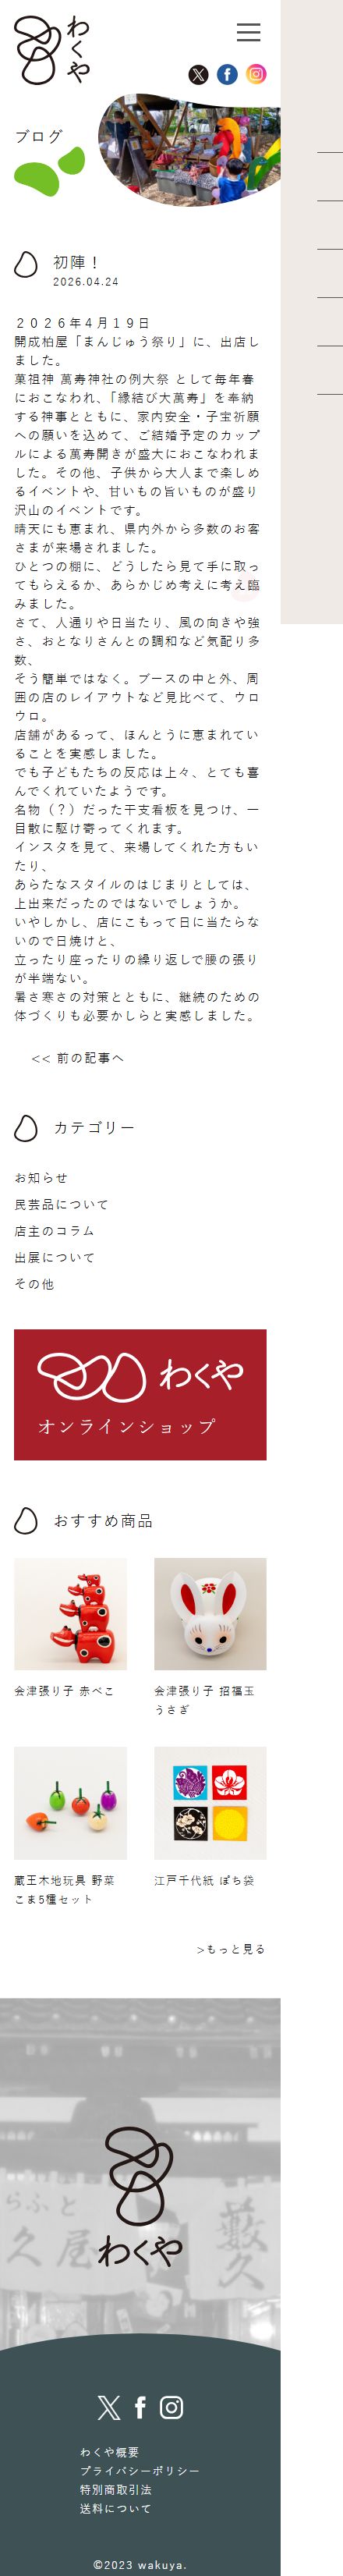 わくや
ブログ
初陣！
2026.04.24
２０２６年４月１９日
開成柏屋「まんじゅう祭り」に、出店し
ました。
菓祖神 萬寿神社の例大祭 として毎年春
におこなわれ、「縁結び大萬寿」を奉納
する神事とともに、家内安全・子宝祈願
への願いを込めて、ご結婚予定のカップ
ルによる萬寿開きが盛大におこなわれま
した。その他、子供から大人まで楽しめ
るイベントや、甘いもの旨いものが盛り
沢山のイベントです。
晴天にも恵まれ、県内外から多数のお客
さまが来場されました。
ひとつの棚に、どうしたら見て手に取っ
てもらえるか、あらかじめ考えに考え臨
みました。
さて、人通りや日当たり、風の向きや強
さ、おとなりさんとの調和など気配り多
数、
そう簡単ではなく。ブースの中と外、周
囲の店のレイアウトなど見比べて、ウロ
ウロ。
店舗があるって、ほんとうに恵まれてい
ることを実感しました。
でも子どもたちの反応は上々、とても喜
んでくれていたようです。
名物（？）だった干支看板を見つけ、一
目散に駆け寄ってくれます。
インスタを見て、来場してくれた方もい
たり、
あらたなスタイルのはじまりとしては、
上出来だったのではないでしょうか。
いやしかし、店にこもって日に当たらな
いので日焼けと、
立ったり座ったりの繰り返しで腰の張り
が半端ない。
暑さ寒さの対策とともに、継続のための
体づくりも必要かしらと実感しました。
<< 前の記事へ
カテゴリー
お知らせ
民芸品について
店主のコラム
出展について
その他
わくや
オンラインショップ
おすすめ商品
会津張り子 赤べこ
会津張り子 招福玉
うさぎ
蔵王木地玩具 野菜
こま5種セット
江戸千代紙 ぽち袋
>もっと見る
わくや
わくや概要
プライバシーポリシー
特別商取引法
送料について
©2023 wakuya.